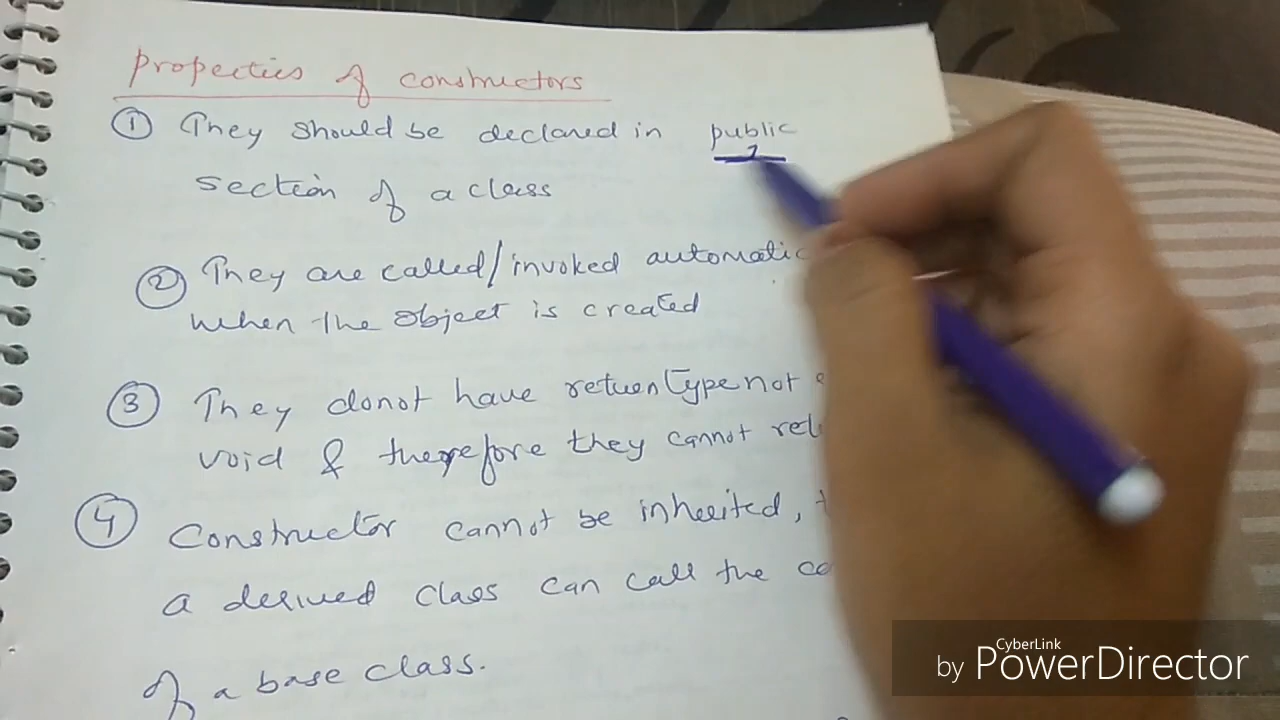 properties of constructors
① They should be declared in public
section of a class
② They are called/invoked automatic
when the object is created
③ They donot have return type not
void & therefore they cannot
④ Constructor cannot be inherited,
a derived class can call the
of a base class.
CyberLink
by PowerDirector